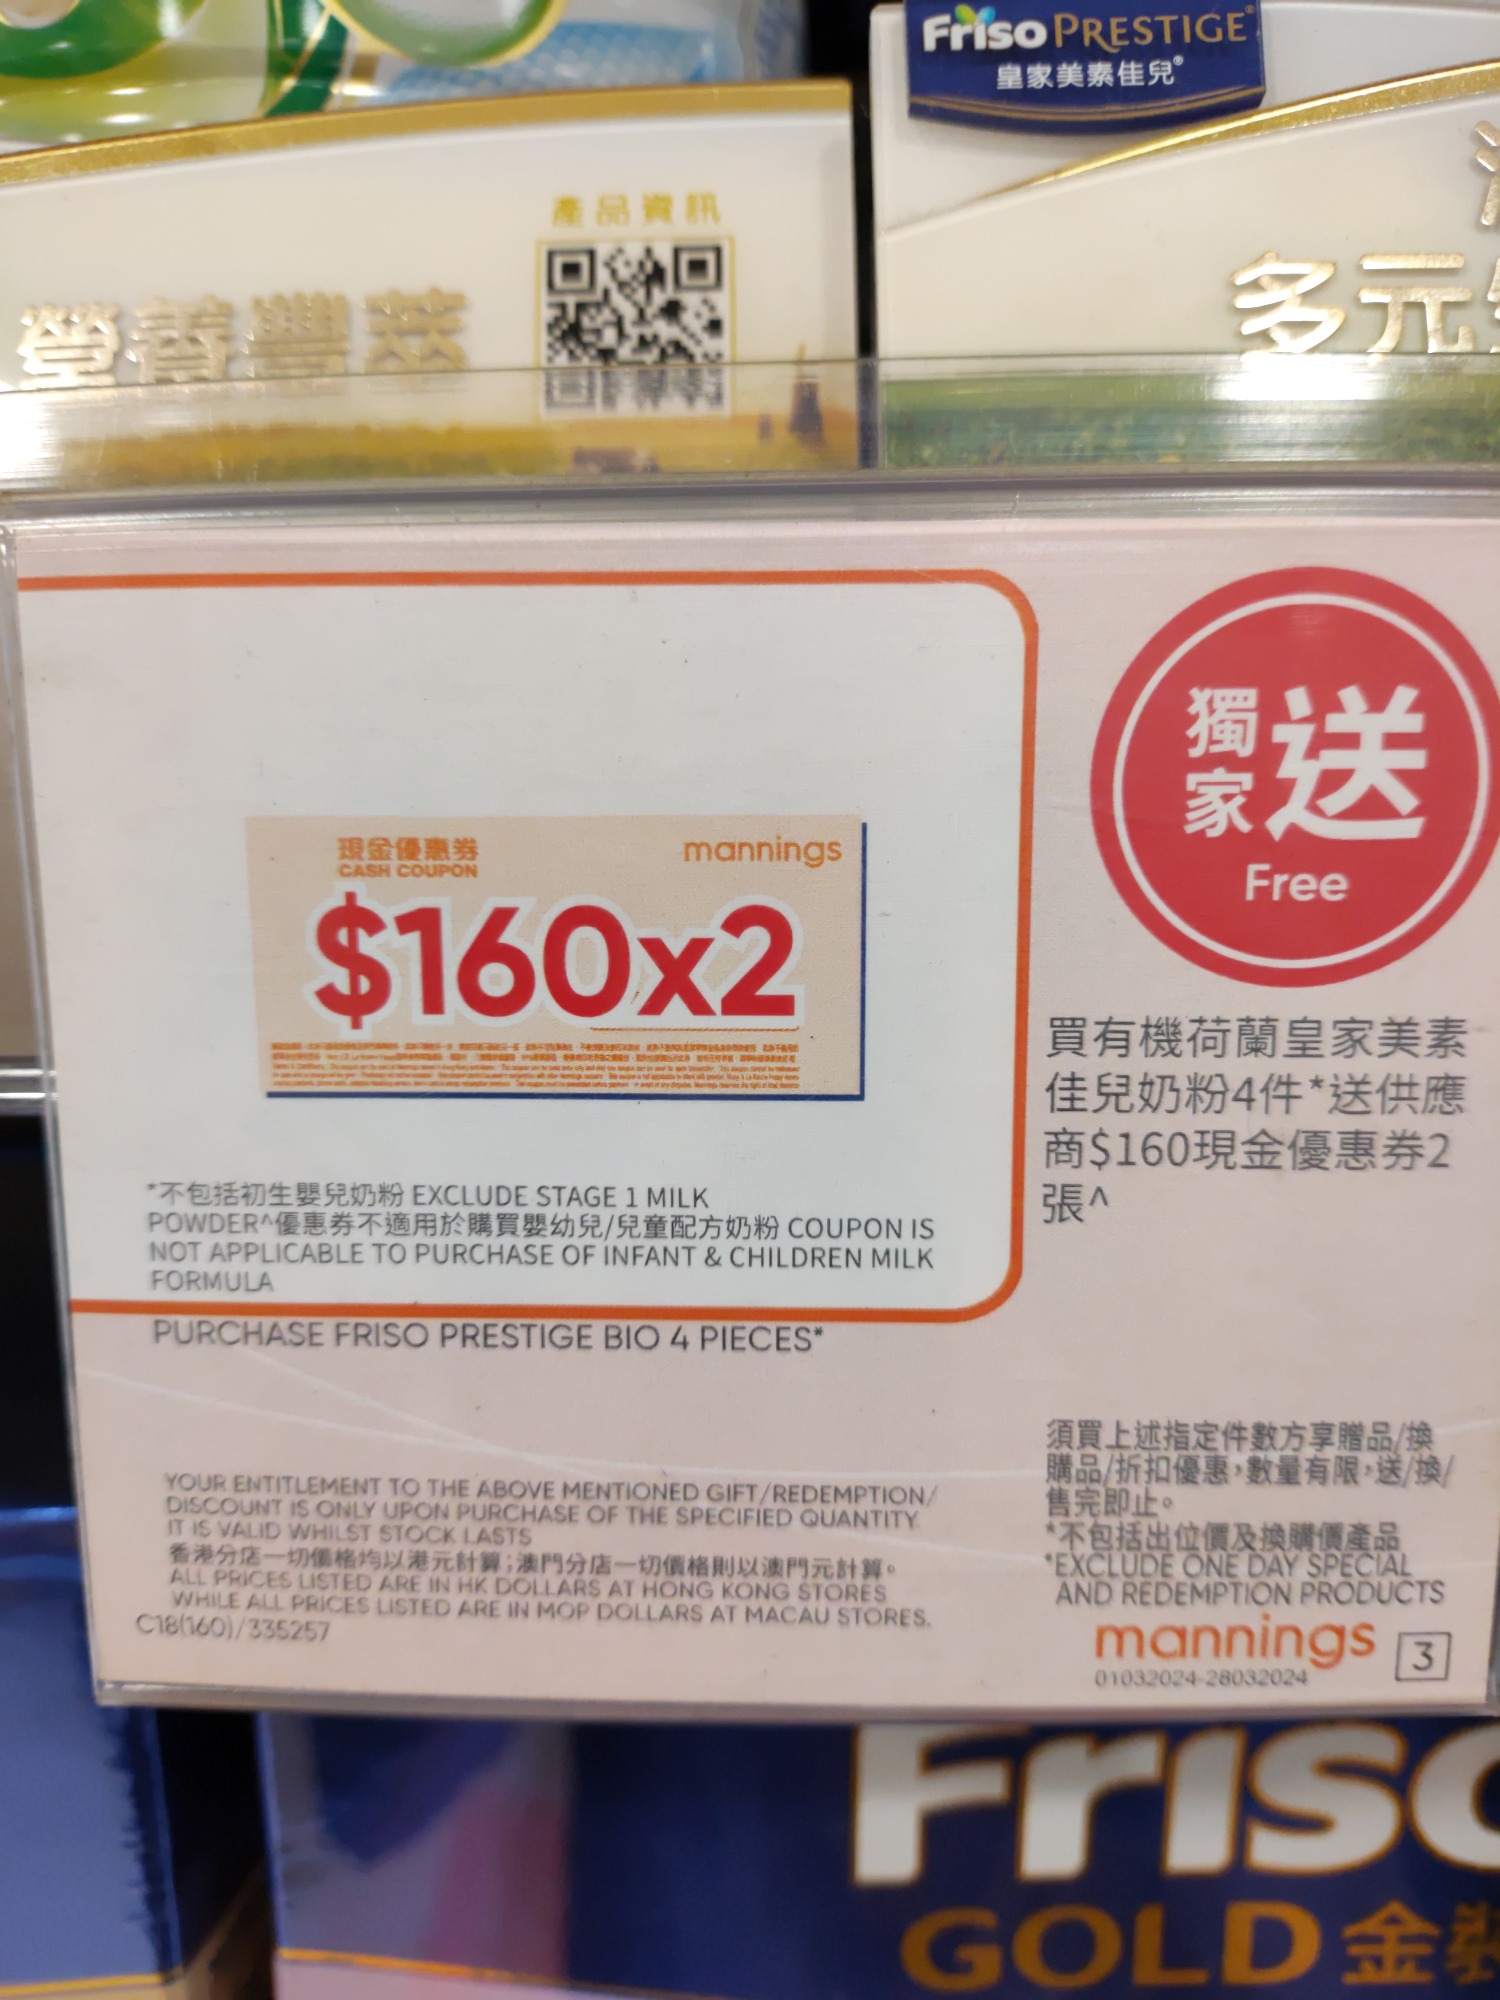 Friso PRESTIGE®
皇家美素佳兒®
產品資訊
營養豐萃
多元
獨家送
Free
現金優惠券
CASH COUPON
mannings
$160x2
買有機荷蘭皇家美素
佳兒奶粉4件*送供應
商$160現金優惠券2
張^
*不包括初生嬰兒奶粉 EXCLUDE STAGE 1 MILK
POWDER^優惠券不適用於購買嬰幼兒/兒童配方奶粉 COUPON IS
NOT APPLICABLE TO PURCHASE OF INFANT & CHILDREN MILK
FORMULA
PURCHASE FRISO PRESTIGE BIO 4 PIECES*
YOUR ENTITLEMENT TO THE ABOVE MENTIONED GIFT/REDEMPTION/
DISCOUNT IS ONLY UPON PURCHASE OF THE SPECIFIED QUANTITY
IT IS VALID WHILST STOCK LASTS
香港分店一切價格均以港元計算;澳門分店一切價格則以澳門元計算。
ALL PRICES LISTED ARE IN HK DOLLARS AT HONG KONG STORES
WHILE ALL PRICES LISTED ARE IN MOP DOLLARS AT MACAU STORES.
C18(160)/335257
須買上述指定件數方享贈品/換
購品/折扣優惠,數量有限,送/換/
售完即止。
*不包括出位價及換購價產品
*EXCLUDE ONE DAY SPECIAL
AND REDEMPTION PRODUCTS
mannings 3
01032024-28032024
Friso
GOLD 金裝